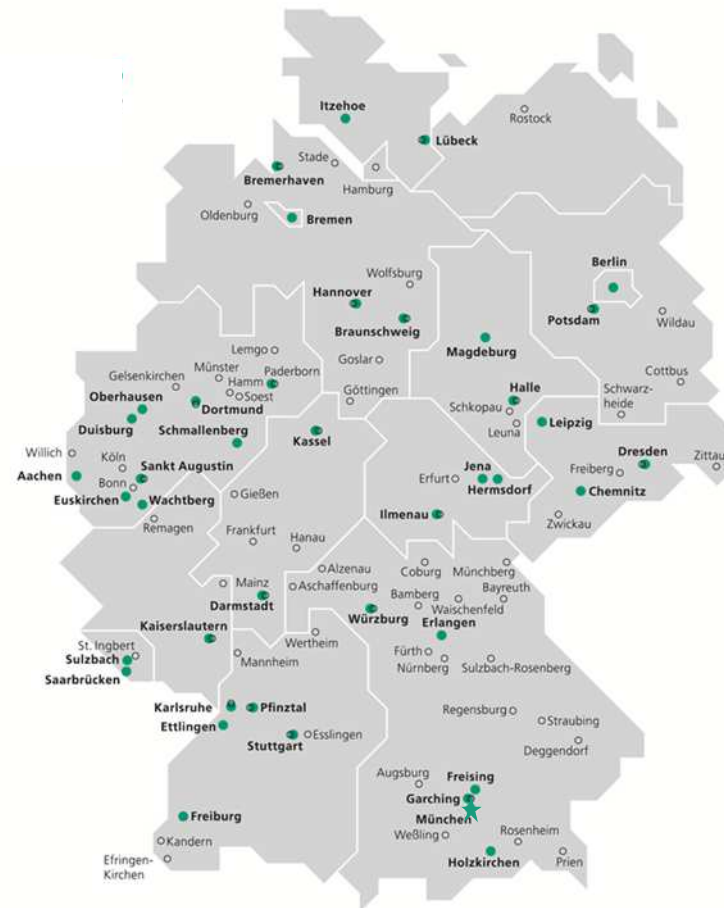 Itzehoe
Rostock
Lübeck
Stade
Bremerhaven
Hamburg
Oldenburg
Bremen
Berlin
Wolfsburg
Hannover
Potsdam
Wildau
Braunschweig
Lemgo
Goslar
Magdeburg
Münster
Paderborn
Gelsenkirchen
Hamm
Cottbus
Oberhausen
Soest
Göttingen
Halle
Schwarz-
heide
Dortmund
Schkopau
Duisburg
Leipzig
Schmallenberg
Kassel
Leuna
Willich
Köln
Sankt Augustin
Jena
Dresden
Zittau
Aachen
Bonn
Erfurt
Freiberg
Hermsdorf
Chemnitz
Euskirchen
Wachtberg
Gießen
Ilmenau
Remagen
Zwickau
Frankfurt
Hanau
Alzenau
Coburg
Münchberg
Mainz
Aschaffenburg
Bamberg
Bayreuth
Darmstadt
Würzburg
Waischenfeld
Kaiserslautern
Erlangen
St. Ingbert
Wertheim
Sulzbach
Mannheim
Fürth
Nürnberg
Sulzbach-Rosenberg
Saarbrücken
Karlsruhe
Pfinztal
Regensburg
Ettlingen
Straubing
Stuttgart
Esslingen
Deggendorf
Augsburg
Freising
Garching
Freiburg
München
Kandern
Weßling
Rosenheim
Efringen-
Kirchen
Holzkirchen
Prien